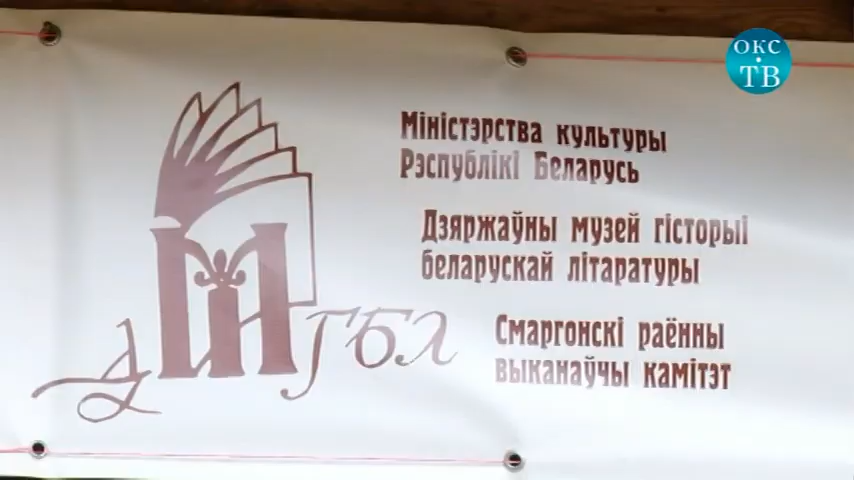 ОКС
ТВ
Міністэрства культуры
Рэспублікі Беларусь
Дзяржаўны музей гісторыі
беларускай літаратуры
Смаргонскі раённы
выканаўчы камітэт
ДМГБЛ